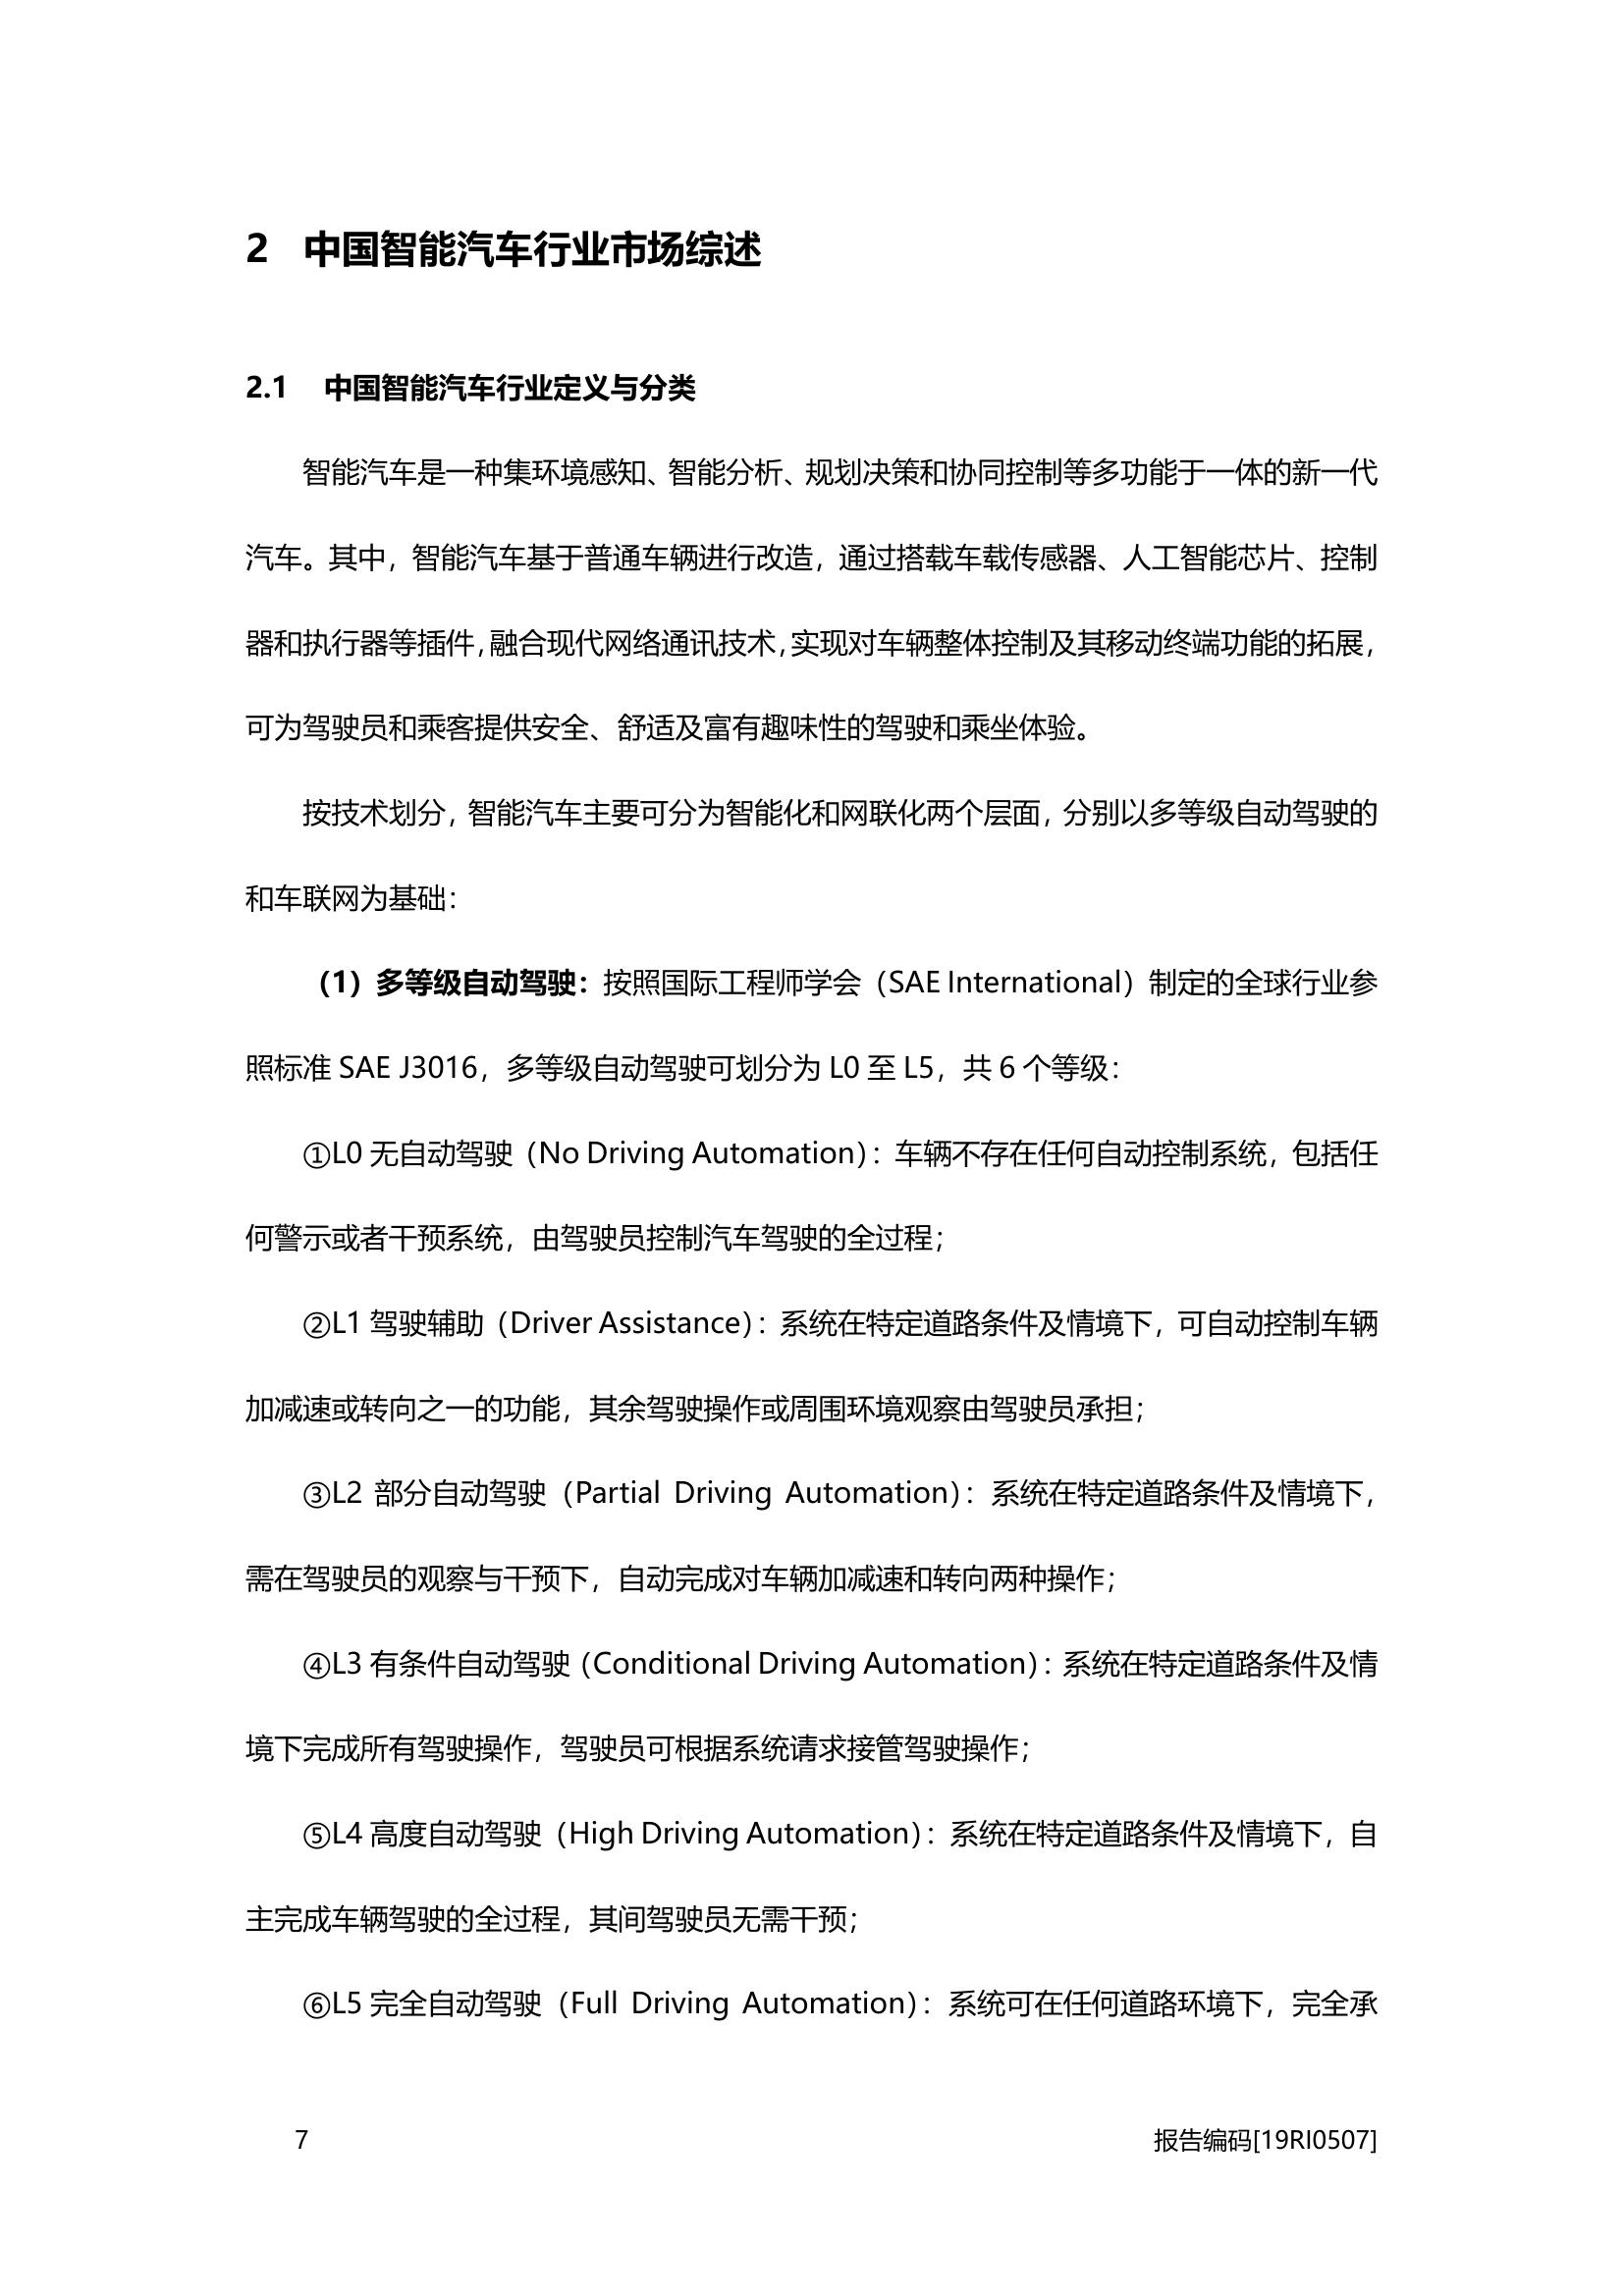 2 中国智能汽车行业市场综述
2.1 中国智能汽车行业定义与分类
智能汽车是一种集环境感知、智能分析、规划决策和协同控制等多功能于一体的新一代
汽车。其中，智能汽车基于普通车辆进行改造，通过搭载车载传感器、人工智能芯片、控制
器和执行器等插件，融合现代网络通讯技术，实现对车辆整体控制及其移动终端功能的拓展，
可为驾驶员和乘客提供安全、舒适及富有趣味性的驾驶和乘坐体验。
按技术划分，智能汽车主要可分为智能化和网联化两个层面，分别以多等级自动驾驶的
和车联网为基础：
（1）多等级自动驾驶：按照国际工程师学会（SAE International）制定的全球行业参
照标准 SAE J3016，多等级自动驾驶可划分为 L0 至 L5，共 6 个等级：
①L0 无自动驾驶（No Driving Automation）：车辆不存在任何自动控制系统，包括任
何警示或者干预系统，由驾驶员控制汽车驾驶的全过程；
②L1 驾驶辅助（Driver Assistance）：系统在特定道路条件及情境下，可自动控制车辆
加减速或转向之一的功能，其余驾驶操作或周围环境观察由驾驶员承担；
③L2 部分自动驾驶（Partial Driving Automation）：系统在特定道路条件及情境下，
需在驾驶员的观察与干预下，自动完成对车辆加减速和转向两种操作；
④L3 有条件自动驾驶（Conditional Driving Automation）：系统在特定道路条件及情
境下完成所有驾驶操作，驾驶员可根据系统请求接管驾驶操作；
⑤L4 高度自动驾驶（High Driving Automation）：系统在特定道路条件及情境下，自
主完成车辆驾驶的全过程，其间驾驶员无需干预；
⑥L5 完全自动驾驶（Full Driving Automation）：系统可在任何道路环境下，完全承
7 报告编码[19RI0507]